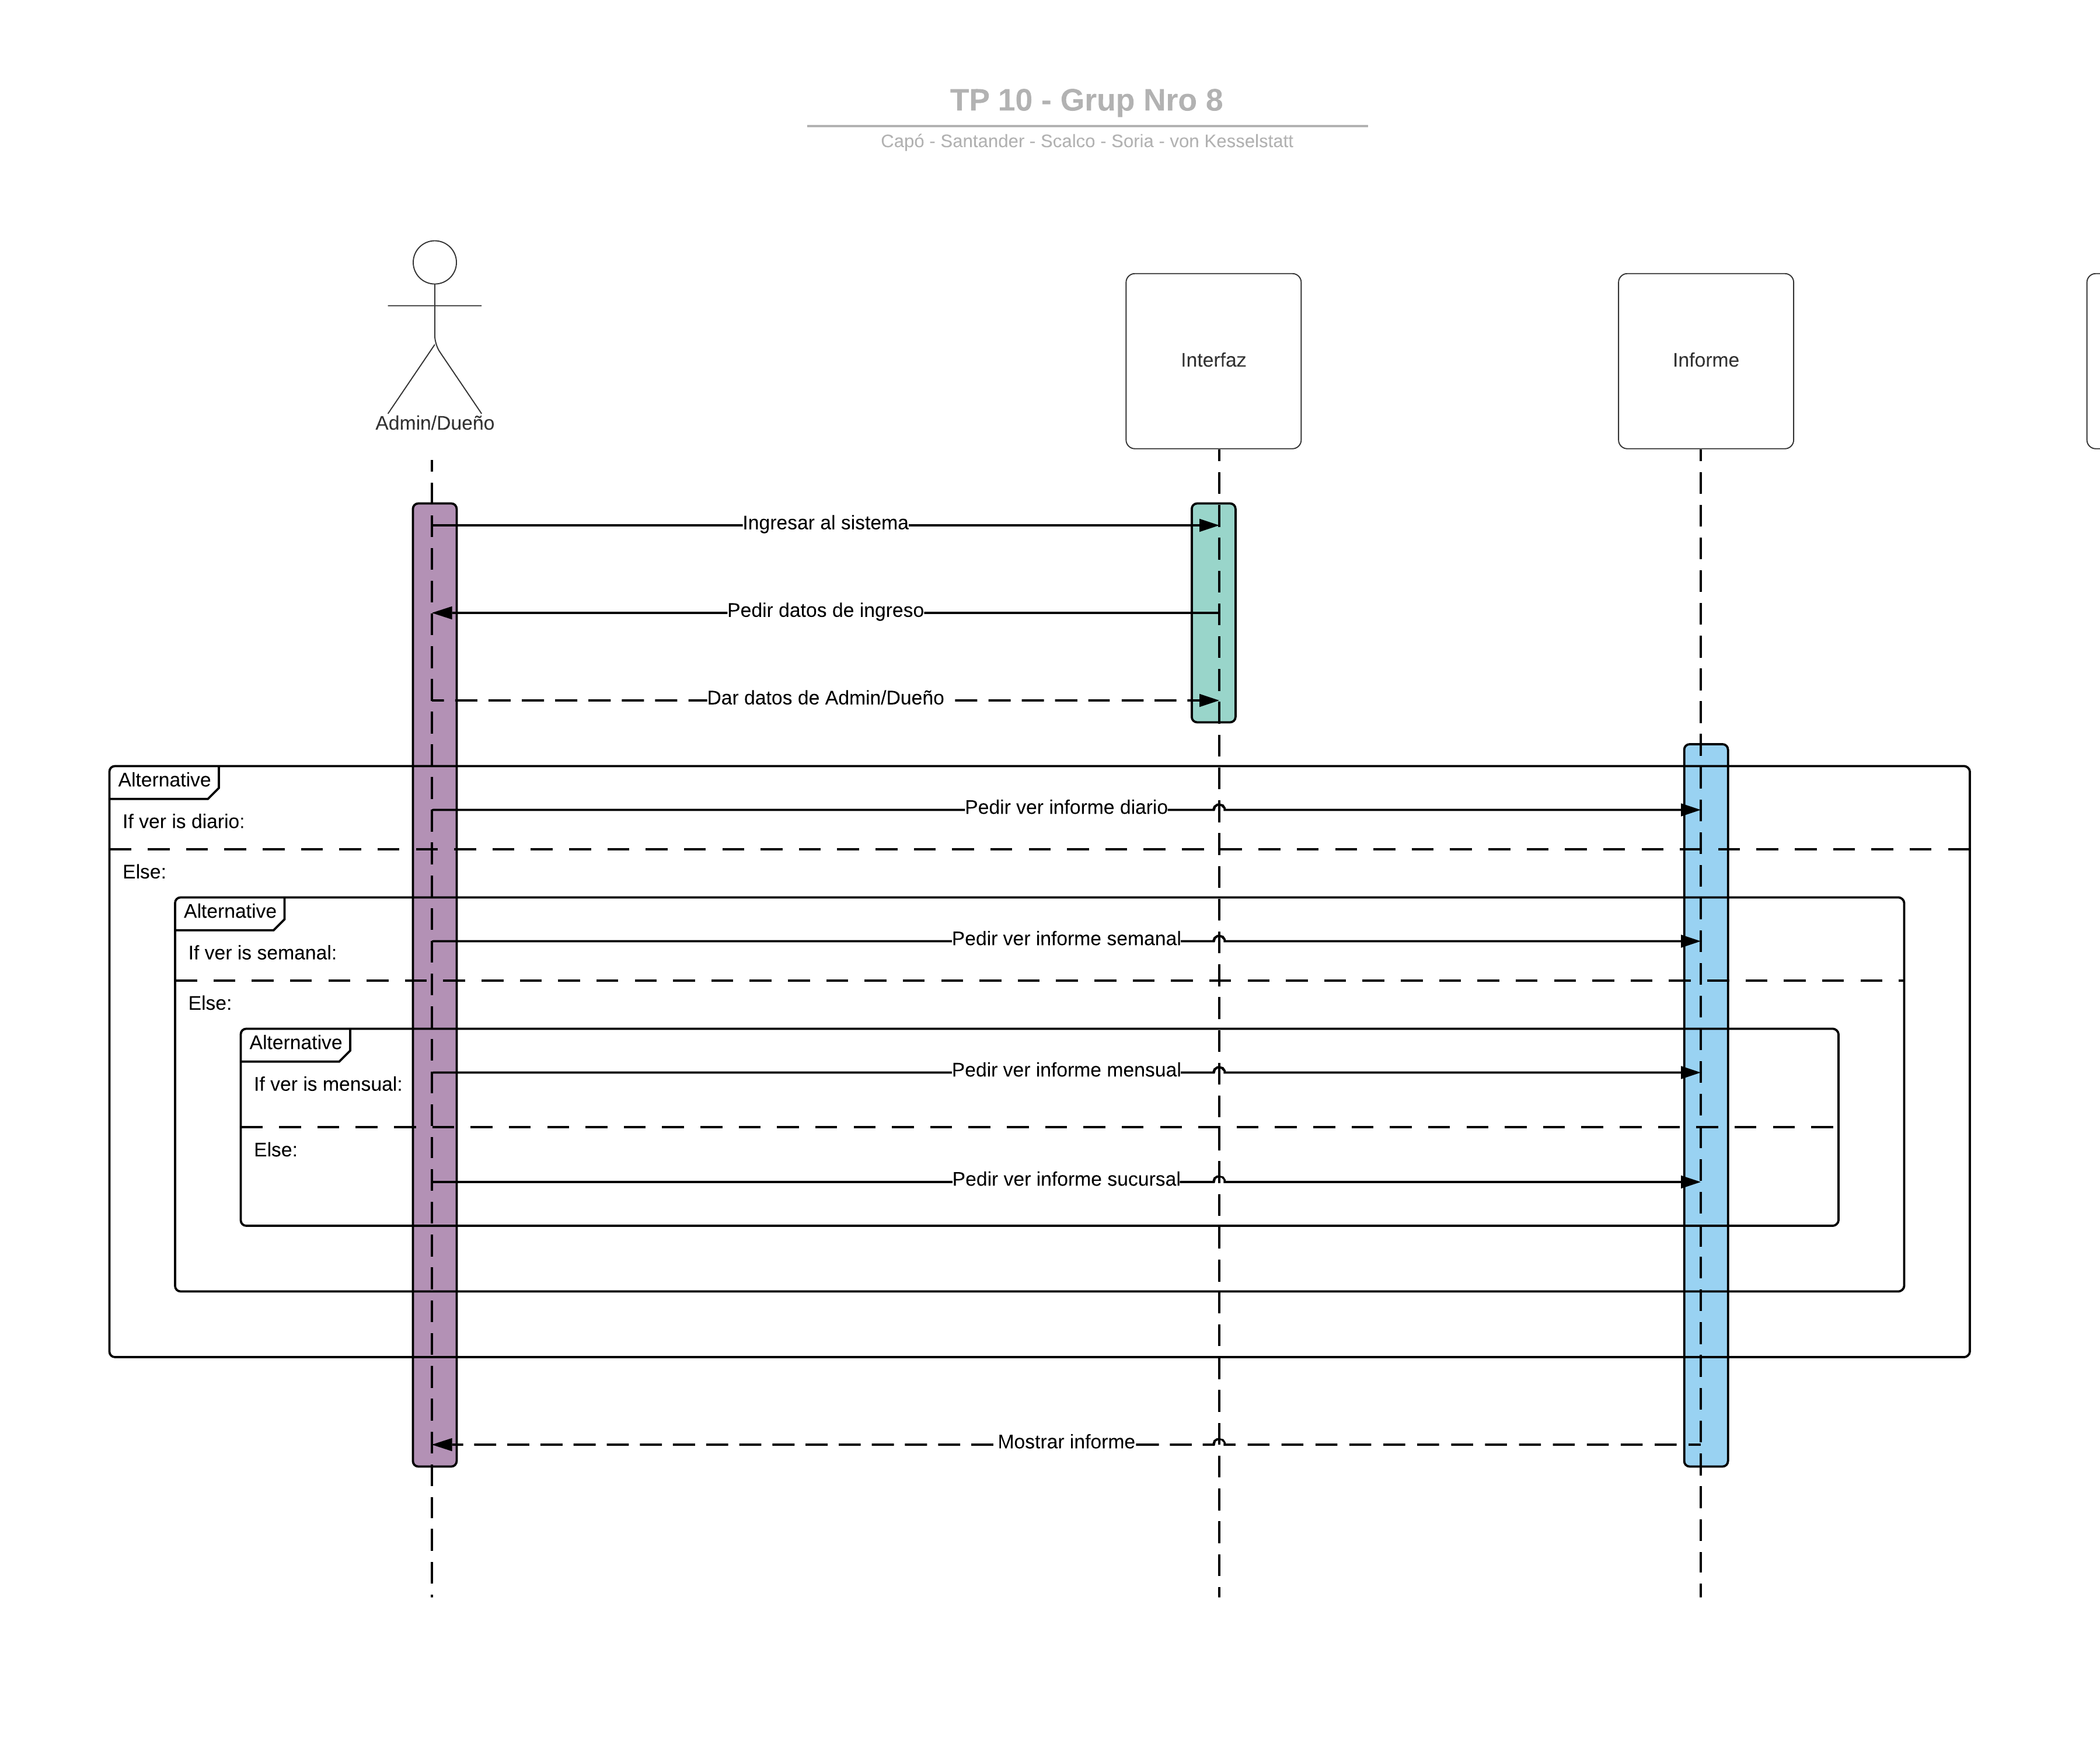 TP 10 - Grup Nro 8
Capó - Santander - Scalco - Soria - von Kesselstatt
Admin/Dueño
Interfaz
Informe
Ingresar al sistema
Pedir datos de ingreso
Dar datos de Admin/Dueño
Alternative
Pedir ver informe diario
If ver is diario:
Else:
Alternative
Pedir ver informe semanal
If ver is semanal:
Else:
Alternative
Pedir ver informe mensual
If ver is mensual:
Else:
Pedir ver informe sucursal
Mostrar informe